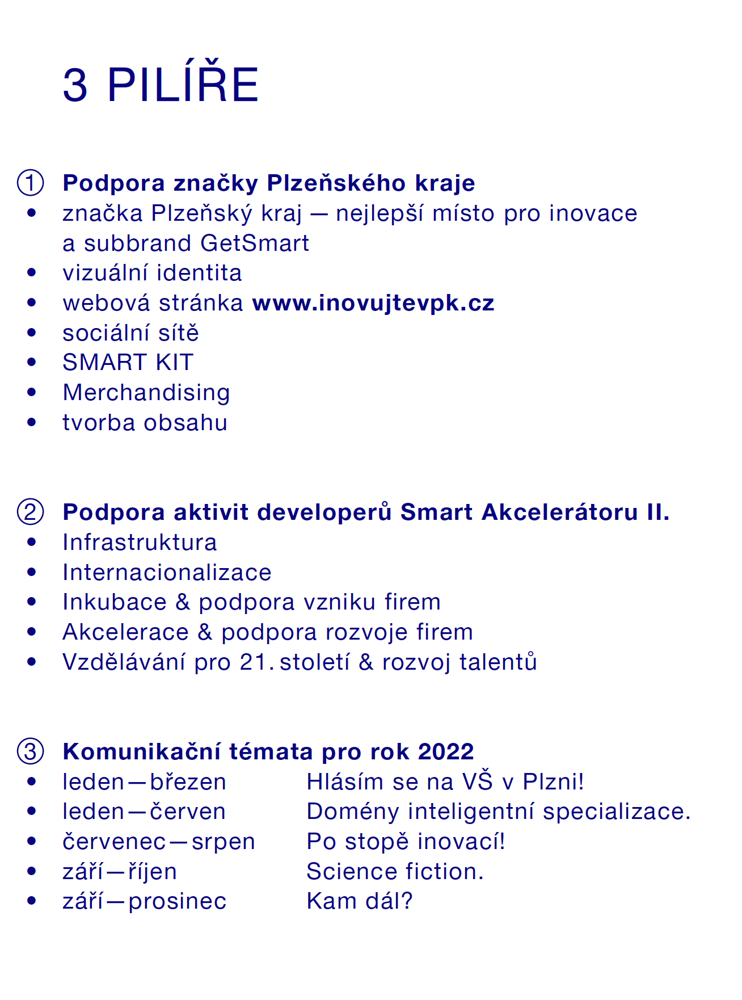 3 PILÍŘE
① Podpora značky Plzeňského kraje
• značka Plzeňský kraj — nejlepší místo pro inovace
a subbrand GetSmart
• vizuální identita
• webová stránka www.inovujtevpk.cz
• sociální sítě
• SMART KIT
• Merchandising
• tvorba obsahu
② Podpora aktivit developerů Smart Akcelerátoru II.
• Infrastruktura
• Internacionalizace
• Inkubace & podpora vzniku firem
• Akcelerace & podpora rozvoje firem
• Vzdělávání pro 21. století & rozvoj talentů
③ Komunikační témata pro rok 2022
• leden—březen Hlásím se na VŠ v Plzni!
• leden—červen Domény inteligentní specializace.
• červenec—srpen Po stopě inovací!
• září—říjen Science fiction.
• září—prosinec Kam dál?